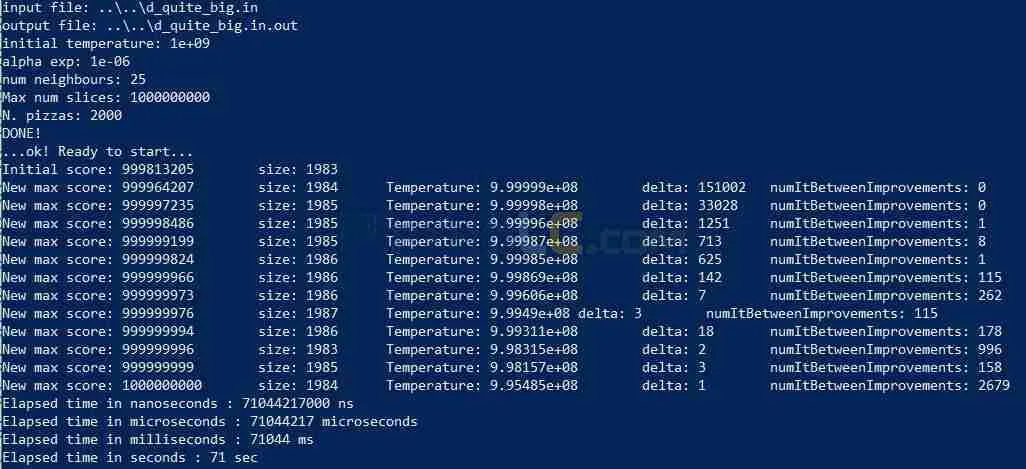 input file: ..\..\d_quite_big.in
output file: ..\..\d_quite_big.in.out
initial temperature: 1e+09
alpha exp: 1e-06
num neighbours: 25
Max num slices: 1000000000
N. pizzas: 2000
DONE!
...ok! Ready to start...
Initial score: 999813205 size: 1983
New max score: 999964207 size: 1984 Temperature: 9.99999e+08 delta: 151002 numItBetweenImprovements: 0
New max score: 999997235 size: 1985 Temperature: 9.99998e+08 delta: 33028 numItBetweenImprovements: 0
New max score: 999998486 size: 1985 Temperature: 9.99996e+08 delta: 1251 numItBetweenImprovements: 1
New max score: 999999199 size: 1985 Temperature: 9.99987e+08 delta: 713 numItBetweenImprovements: 8
New max score: 999999824 size: 1986 Temperature: 9.99985e+08 delta: 625 numItBetweenImprovements: 1
New max score: 999999966 size: 1986 Temperature: 9.99869e+08 delta: 142 numItBetweenImprovements: 115
New max score: 999999973 size: 1986 Temperature: 9.99606e+08 delta: 7 numItBetweenImprovements: 262
New max score: 999999976 size: 1987 Temperature: 9.9949e+08 delta: 3 numItBetweenImprovements: 115
New max score: 999999994 size: 1986 Temperature: 9.99311e+08 delta: 18 numItBetweenImprovements: 178
New max score: 999999996 size: 1983 Temperature: 9.98315e+08 delta: 2 numItBetweenImprovements: 996
New max score: 999999999 size: 1985 Temperature: 9.98157e+08 delta: 3 numItBetweenImprovements: 158
New max score: 1000000000 size: 1984 Temperature: 9.95485e+08 delta: 1 numItBetweenImprovements: 2679
Elapsed time in nanoseconds : 71044217000 ns
Elapsed time in microseconds : 71044217 microseconds
Elapsed time in milliseconds : 71044 ms
Elapsed time in seconds : 71 sec